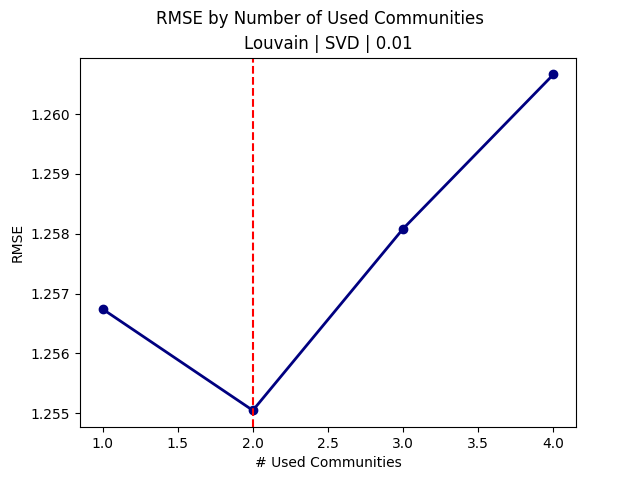 RMSE by Number of Used Communities
Louvain | SVD | 0.01
1.260
1.259
1.258
1.257
1.256
1.255
RMSE
1.0 1.5 2.0 2.5 3.0 3.5 4.0
# Used Communities